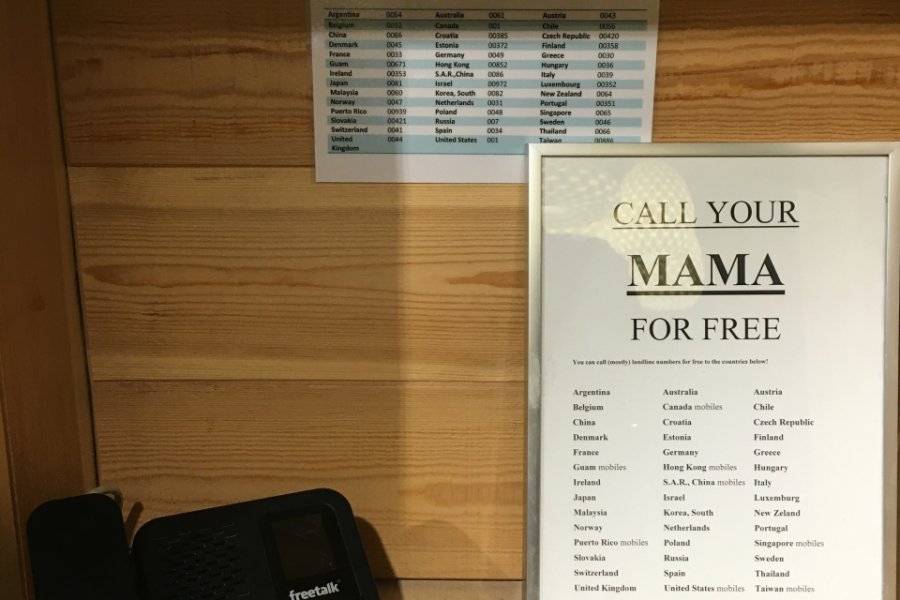 Argentina 0054 Australia 0061 Austria 0043
Belgium 0032 Canada 001 Chile 0056
China 0086 Croatia 00385 Czech Republic 00420
Denmark 0045 Estonia 00372 Finland 00358
France 0033 Germany 0049 Greece 0030
Guam 00671 Hong Kong 00852 Hungary 0036
Ireland 00353 S.A.R.,China 0086 Italy 0039
Japan 0081 Israel 00972 Luxembourg 00352
Malaysia 0060 Korea, South 0082 New Zealand 0064
Norway 0047 Netherlands 0031 Portugal 00351
Puerto Rico 00939 Poland 0048 Singapore 0065
Slovakia 00421 Russia 007 Sweden 0046
Switzerland 0041 Spain 0034 Thailand 0066
United Kingdom 0044 United States 001 Taiwan 00886
CALL YOUR
MAMA
FOR FREE
You can call (mostly) landline numbers for free to the countries below!
Argentina Australia Austria
Belgium Canada mobiles Chile
China Croatia Czech Republic
Denmark Estonia Finland
France Germany Greece
Guam mobiles Hong Kong mobiles Hungary
Ireland S.A.R., China mobiles Italy
Japan Israel Luxemburg
Malaysia Korea, South New Zeland
Norway Netherlands Portugal
Puerto Rico mobiles Poland Singapore mobiles
Slovakia Russia Sweden
Switzerland Spain Thailand
United Kingdom United States mobiles Taiwan mobiles
freetalk